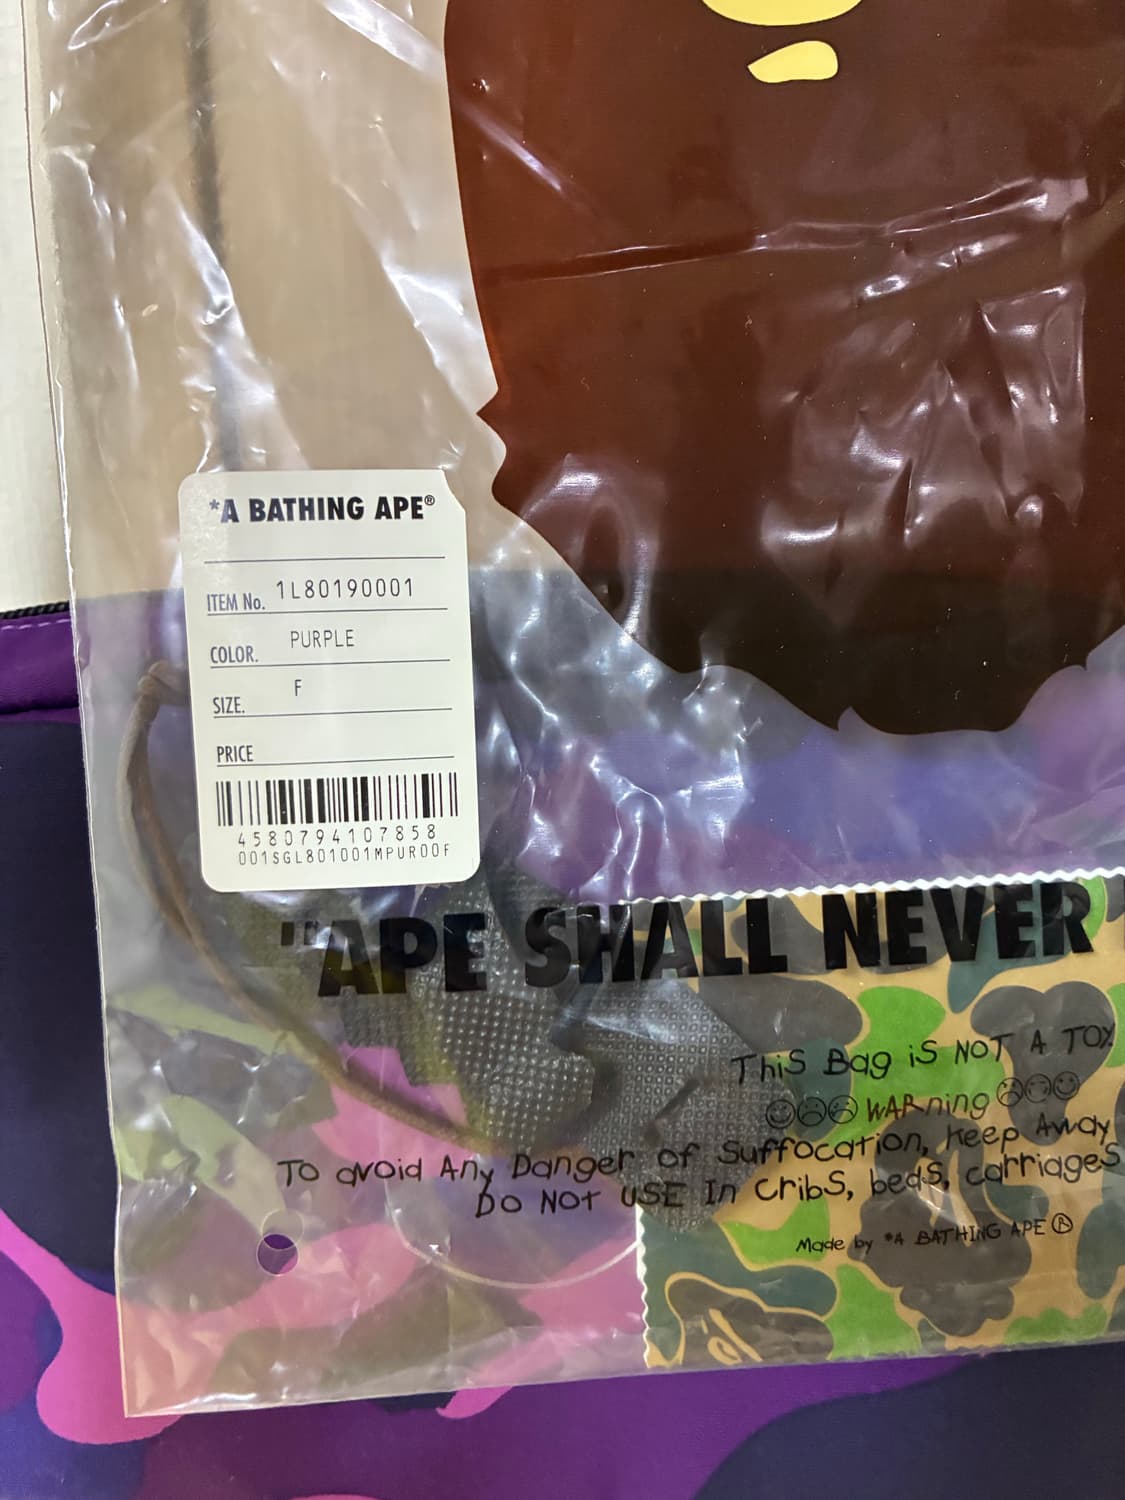 *A BATHING APE®
ITEM No. 1L80190001
COLOR. PURPLE
SIZE. F
PRICE
4580794107858
001SGL801001MPUR00F
"APE SHALL NEVER
This Bag is NOT A TOY
WARning
To avoid Any Danger of Suffocation, Keep Away
Do NOT USE In Cribs, beds, carriages
Made by *A BATHING APE®